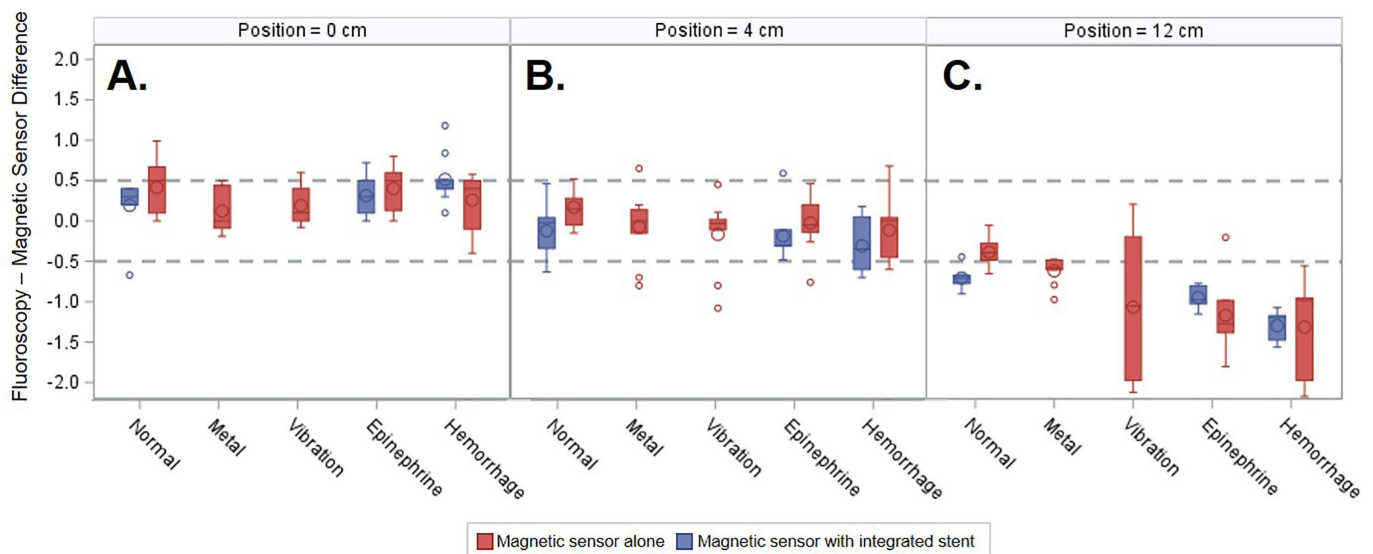 Position = 0 cm
Position = 4 cm
Position = 12 cm
Fluoroscopy – Magnetic Sensor Difference
A.
B.
C.
2.0
1.5
1.0
0.5
0.0
-0.5
-1.0
-1.5
-2.0
Normal
Metal
Vibration
Epinephrine
Hemorrhage
Normal
Metal
Vibration
Epinephrine
Hemorrhage
Normal
Metal
Vibration
Epinephrine
Hemorrhage
Magnetic sensor alone
Magnetic sensor with integrated stent